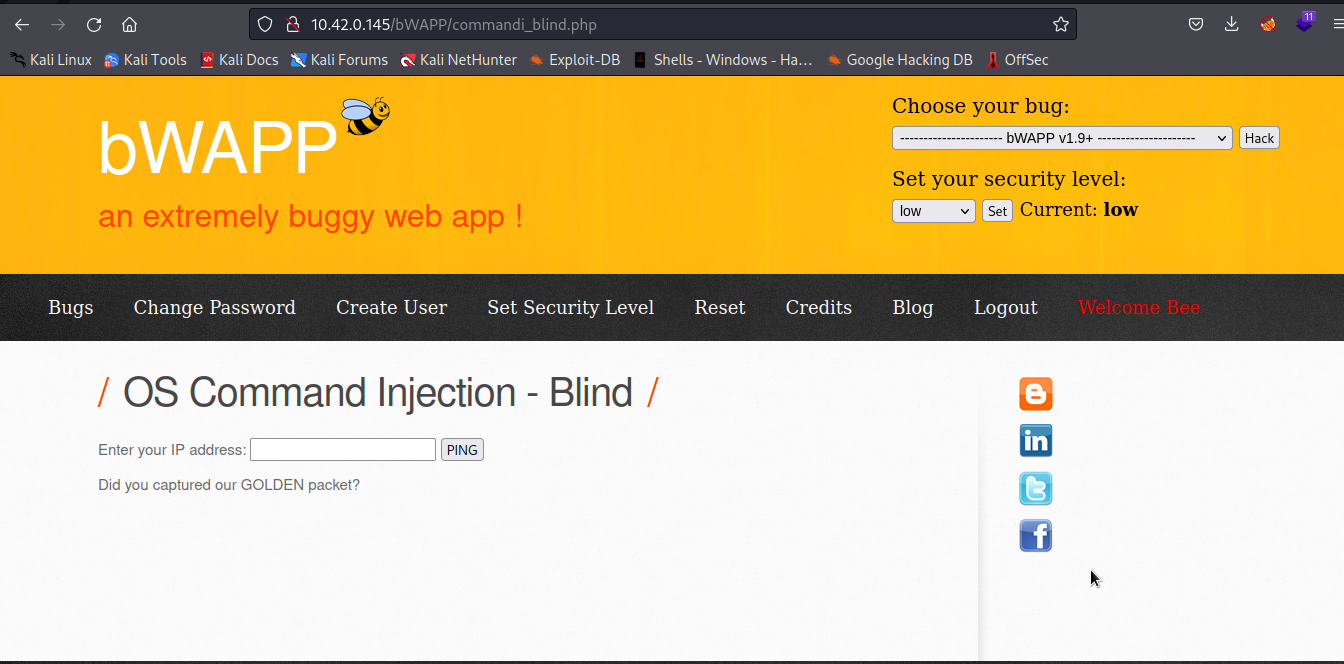 10.42.0.145/bWAPP/commandi_blind.php
11
Kali Linux Kali Tools Kali Docs Kali Forums Kali NetHunter Exploit-DB Shells - Windows - Ha... Google Hacking DB OffSec
bWAPP
an extremely buggy web app !
Choose your bug:
---------------------- bWAPP v1.9+ --------------------- Hack
Set your security level:
low Set Current: low
Bugs Change Password Create User Set Security Level Reset Credits Blog Logout Welcome Bee
/ OS Command Injection - Blind /
Enter your IP address: PING
Did you captured our GOLDEN packet?
in